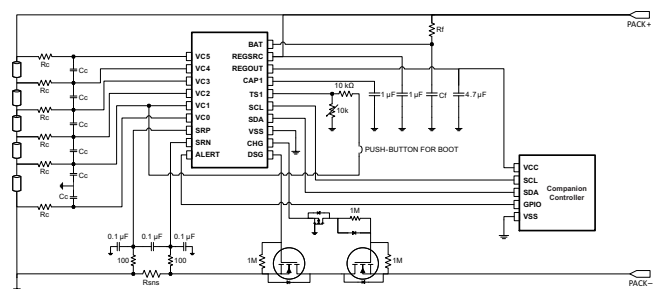 PACK+
Rf
BAT
REGSRC
VC5
REGOUT
VC4
CAP1
VC3
TS1
VC2
SCL
VC1
SDA
VC0
VSS
SRP
CHG
SRN
DSG
ALERT
Rc
Rc
Rc
Rc
Rc
Rc
Cc
Cc
Cc
Cc
Cc
Cc
10 kΩ
10k
1 µF
1 µF
Cf
4.7 µF
PUSH-BUTTON FOR BOOT
VCC
SCL
SDA
GPIO
VSS
Companion
Controller
1M
0.1 µF
0.1 µF
0.1 µF
100
100
1M
1M
Rsns
PACK–